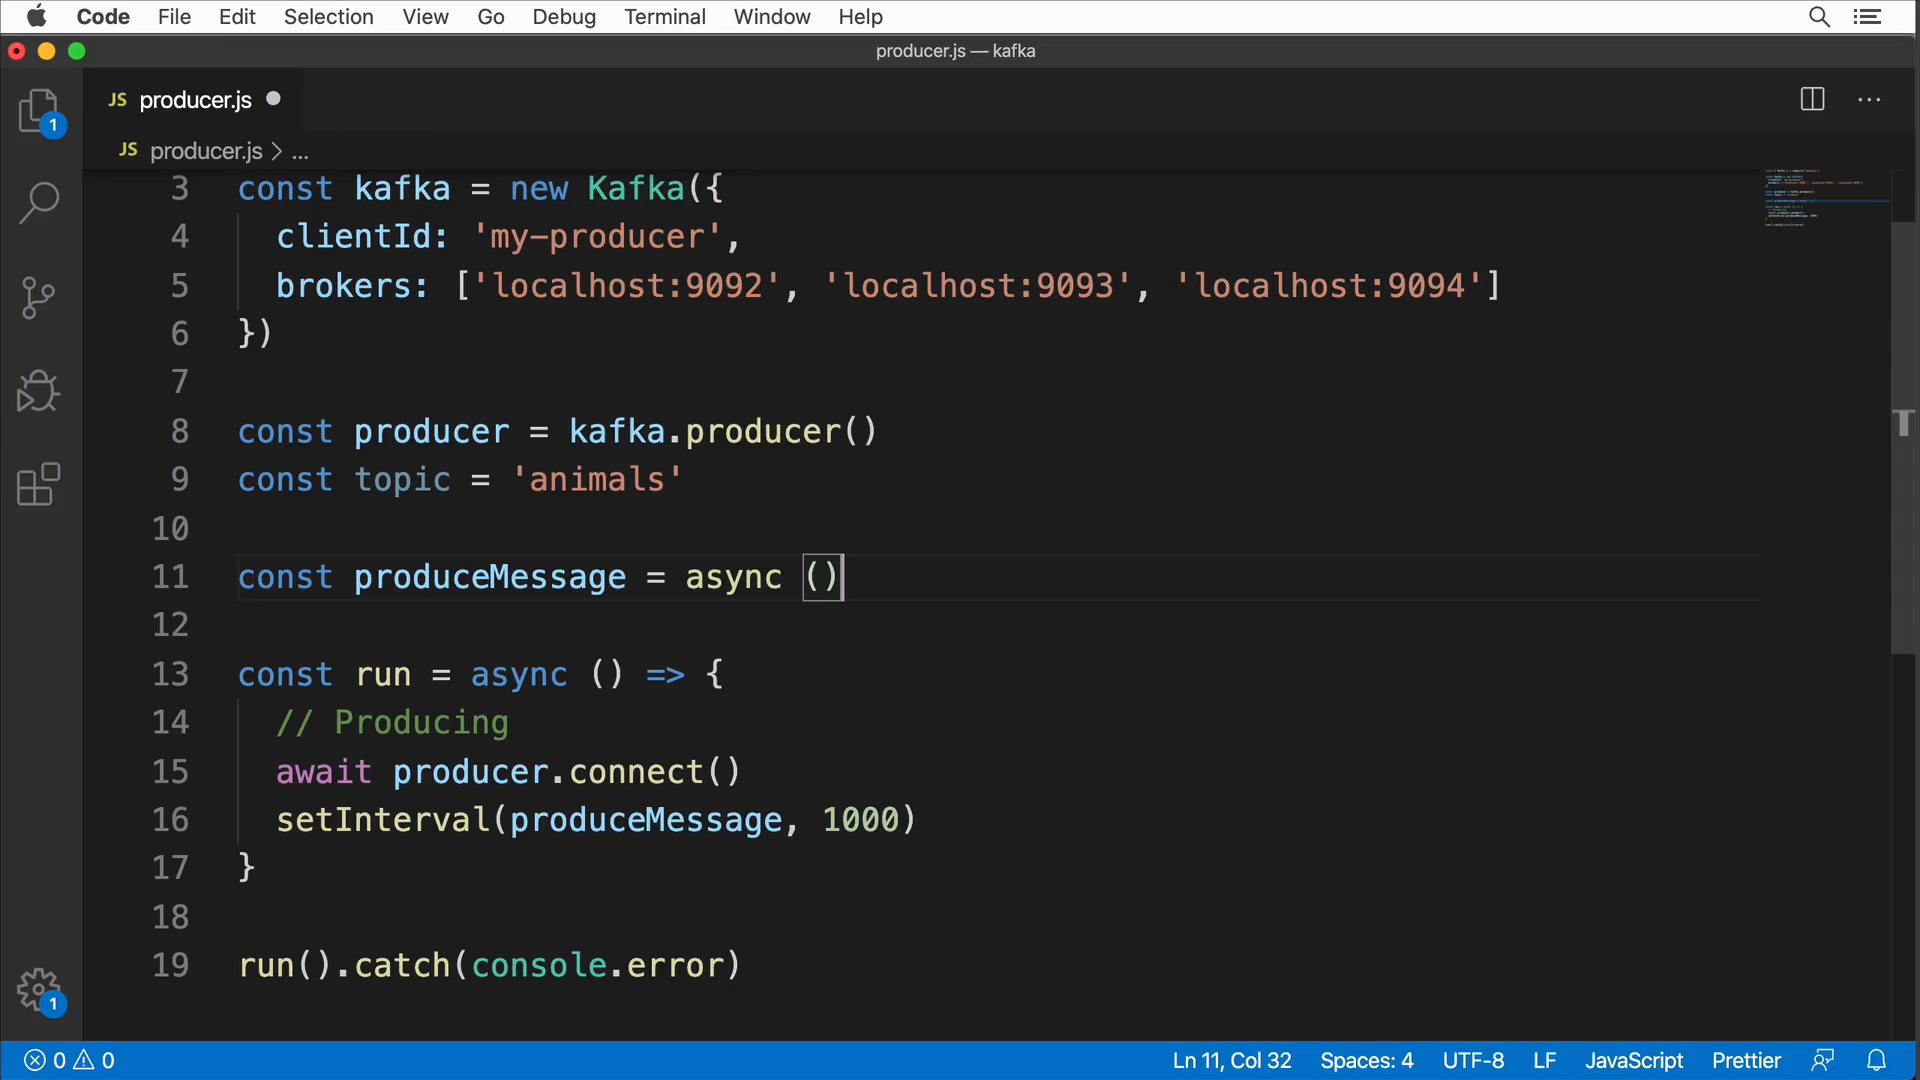 Code File Edit Selection View Go Debug Terminal Window Help
producer.js — kafka
JS producer.js
1
JS producer.js > ...
3 const kafka = new Kafka({
4 clientId: 'my-producer',
5 brokers: ['localhost:9092', 'localhost:9093', 'localhost:9094']
6 })
7
8 const producer = kafka.producer()
9 const topic = 'animals'
10
11 const produceMessage = async ()
12
13 const run = async () => {
14 // Producing
15 await producer.connect()
16 setInterval(produceMessage, 1000)
17 }
18
19 run().catch(console.error)
1
0 0 Ln 11, Col 32 Spaces: 4 UTF-8 LF JavaScript Prettier